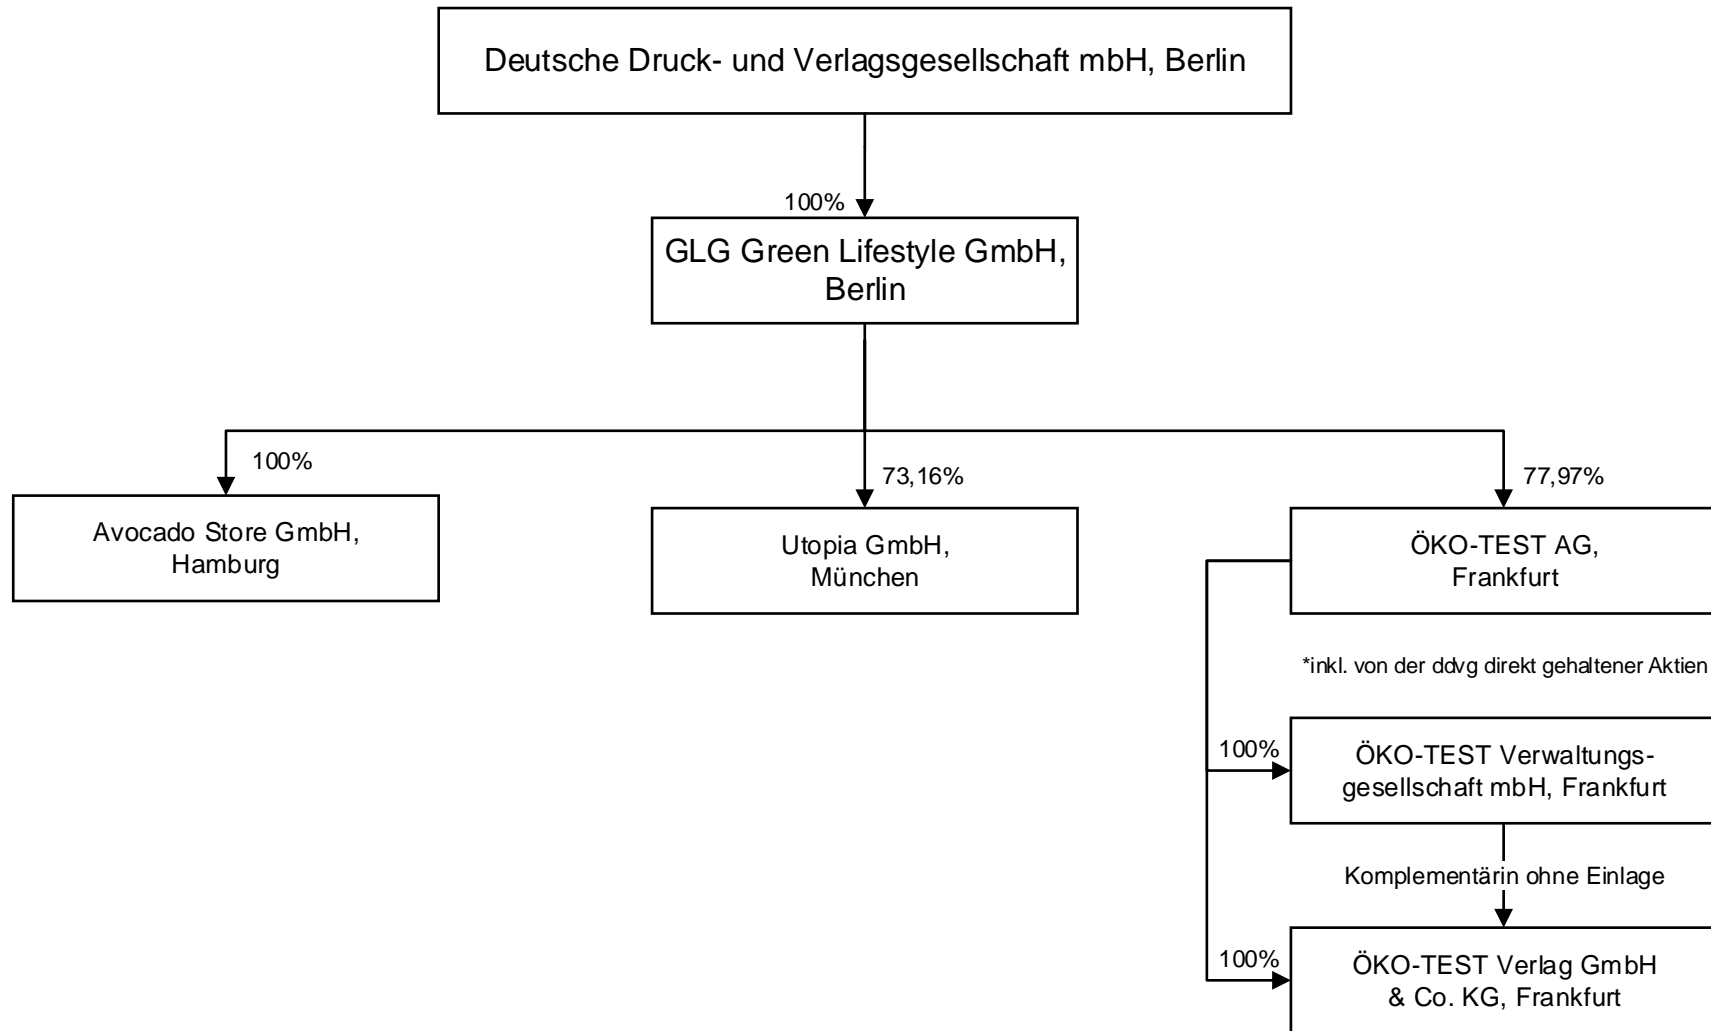 Deutsche Druck- und Verlagsgesellschaft mbH, Berlin
100%
GLG Green Lifestyle GmbH,
Berlin
100%
73,16%
77,97%
Avocado Store GmbH,
Hamburg
Utopia GmbH,
München
ÖKO-TEST AG,
Frankfurt
*inkl. von der ddvg direkt gehaltener Aktien
100%
ÖKO-TEST Verwaltungs-
gesellschaft mbH, Frankfurt
Komplementärin ohne Einlage
100%
ÖKO-TEST Verlag GmbH
& Co. KG, Frankfurt